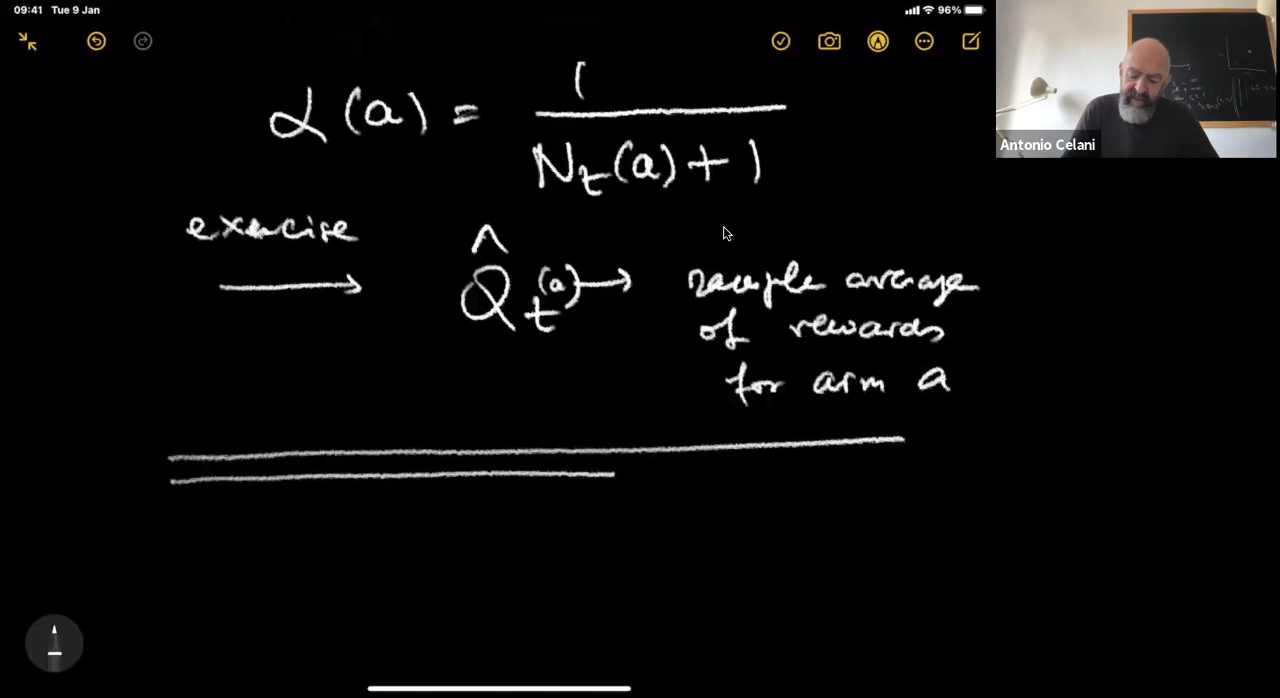 09:41 Tue 9 Jan 96%
α(a) = 1 / (N_t(a) + 1)
exercise
→ Q̂_t(a) → sample average
of rewards
for arm a
Antonio Celani